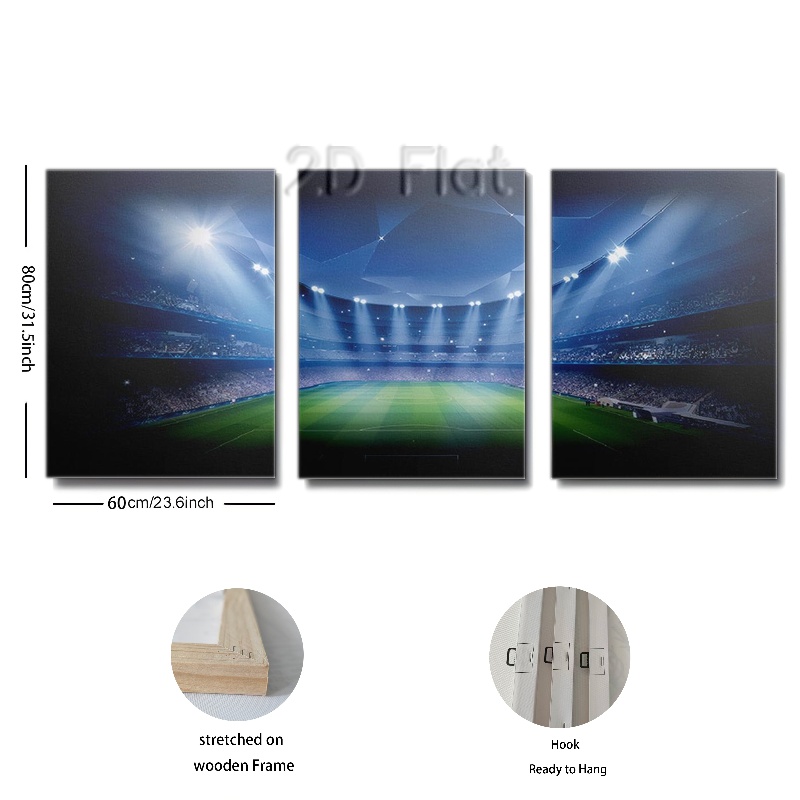 2D Flat
80cm/31.5inch
60cm/23.6inch
stretched on
wooden Frame
Hook
Ready to Hang